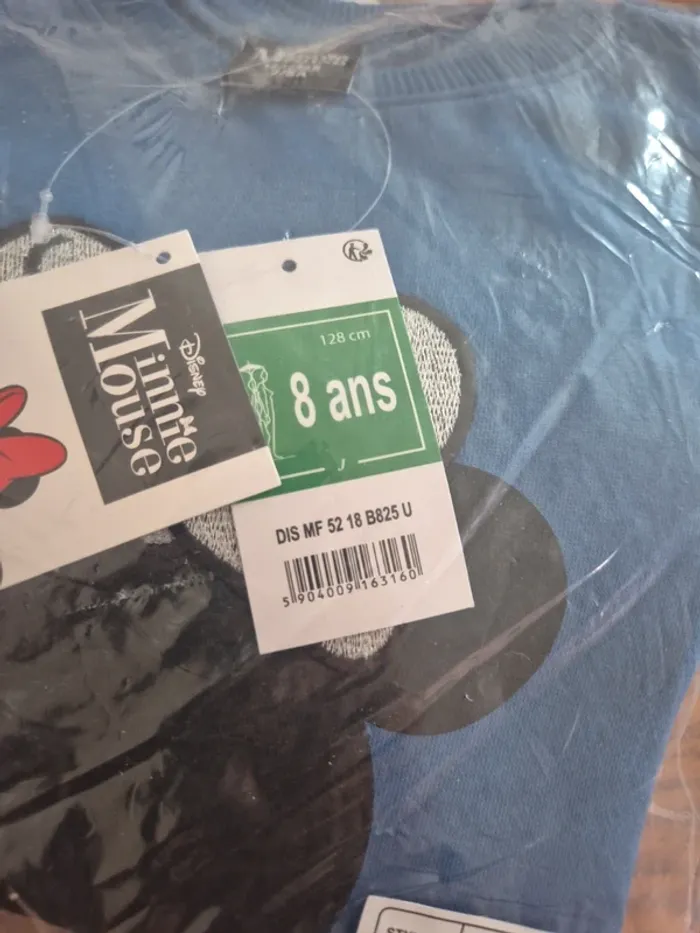 DISNEY
Minnie
Mouse
128 cm
8 ans
J
DIS MF 52 18 B825 U
5 904009 163160